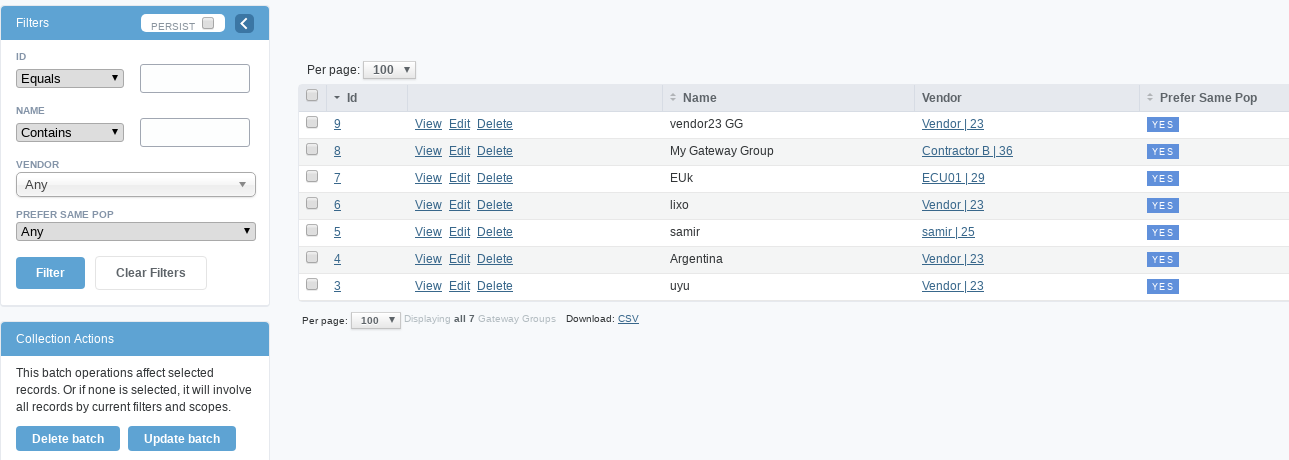 Filters
PERSIST
ID
Equals
NAME
Contains
VENDOR
Any
PREFER SAME POP
Any
Filter Clear Filters
Collection Actions
This batch operations affect selected
records. Or if none is selected, it will involve
all records by current filters and scopes.
Delete batch Update batch
Per page: 100
Id Name Vendor Prefer Same Pop
9 View Edit Delete vendor23 GG Vendor | 23 YES
8 View Edit Delete My Gateway Group Contractor B | 36 YES
7 View Edit Delete EUk ECU01 | 29 YES
6 View Edit Delete lixo Vendor | 23 YES
5 View Edit Delete samir samir | 25 YES
4 View Edit Delete Argentina Vendor | 23 YES
3 View Edit Delete uyu Vendor | 23 YES
Per page: 100 Displaying all 7 Gateway Groups Download: CSV